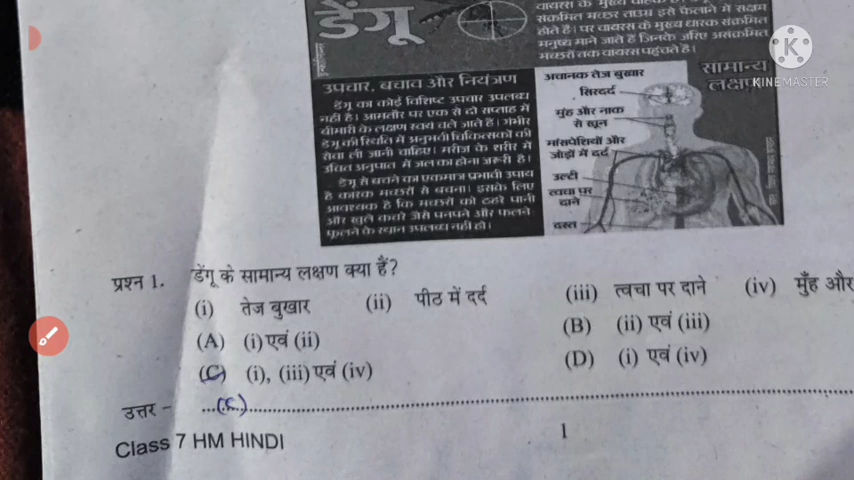 डेंगू
वायरस के मुख्य
संक्रमित मच्छर ताउम्र इसे फैलाने में सक्षम
होते है। पर वायरस के मुख्य धारक संक्रमित
मनुष्य माने जाते हैं जिनके जरिए असंक्रमित
मच्छरों तक वायरस पहुंचते है।
KINEMASTER
उपचार, बचाव और नियंत्रण
डेंगू का कोई विशिष्ट उपचार उपलब्ध
नहीं है। आमतौर पर एक से दो सप्ताह में
बीमारी के लक्षण स्वयं चले जाते है। गंभीर
डेंगू की स्थिति में अनुभवी चिकित्सकों की
सेवा ली जानी चाहिए। मरीज के शरीर में
उचित अनुपात में जल का होना जरूरी है।
डेंगू से बचने का एकमात्र प्रभावी उपाय
है कारक मच्छरों से बचना। इसके लिए
आवश्यक है कि मच्छरों को ठहरे पानी
और खुले कचरे जैसे पनपने और फलने-
फूलने के स्थान उपलब्ध नहीं हो।
सामान्य
लक्षण
अचानक तेज बुखार
सिरदर्द
मुंह और नाक
से खून
मांसपेशियों और
जोड़ों में दर्द
उल्टी
त्वचा पर
दाने
दस्त
प्रश्न 1. डेंगू के सामान्य लक्षण क्या हैं?
(i) तेज बुखार (ii) पीठ में दर्द (iii) त्वचा पर दाने (iv) मुँह और
(A) (i) एवं (ii) (B) (ii) एवं (iii)
(C) (i), (iii) एवं (iv) (D) (i) एवं (iv)
उत्तर - (C)
Class 7 HM HINDI 1